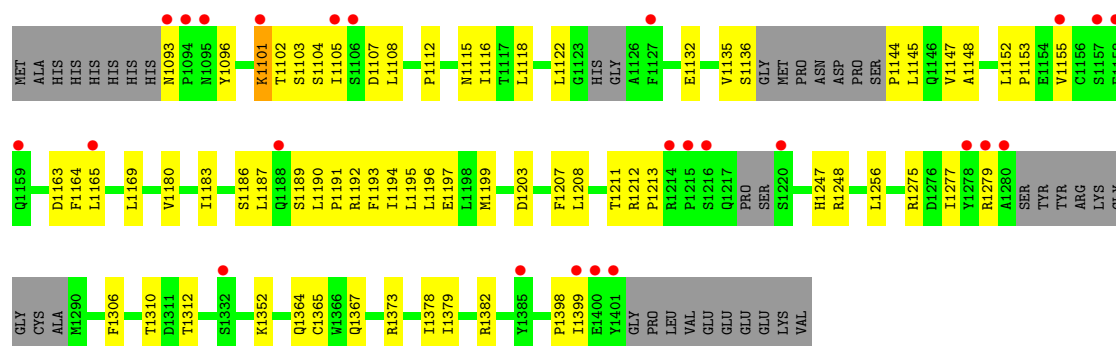 MET ALA HIS HIS HIS HIS HIS HIS N1093 P1094 N1095 Y1096 K1101 T1102 S1103 S1104 I1105 S1106 D1107 L1108 P1112 N1115 I1116 T1117 L1118 L1122 G1123 HIS GLY A1126 F1127 E1132 V1135 S1136 GLY MET PRO ASN ASP PRO SER P1144 L1145 Q1146 V1147 A1148 L1152 P1153 E1154 V1155 C1156 S1157
Q1159 D1163 F1164 L1165 L1169 V1180 I1183 S1186 L1187 Q1188 S1189 L1190 P1191 R1192 F1193 I1194 L1195 L1196 E1197 L1198 M1199 D1203 F1207 L1208 T1211 R1212 P1213 R1214 P1215 S1216 Q1217 PRO SER S1220 H1247 R1248 L1256 R1275 D1276 I1277 Y1278 R1279 A1280 SER TYR TYR ARG LYS
GLY CYS ALA M1290 F1306 T1310 D1311 T1312 S1332 K1352 Q1364 C1365 W1366 Q1367 R1373 I1378 I1379 R1382 Y1385 P1398 I1399 E1400 Y1401 GLY PRO LEU VAL GLU GLU GLU GLU LYS VAL